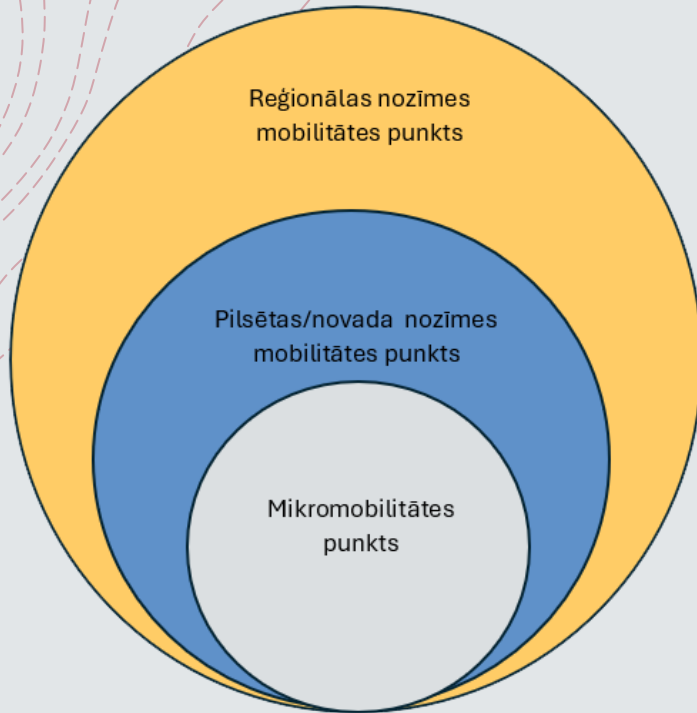 Reģionālas nozīmes
mobilitātes punkts
Pilsētas/novada  nozīmes
mobilitātes punkts
Mikromobilitātes
punkts